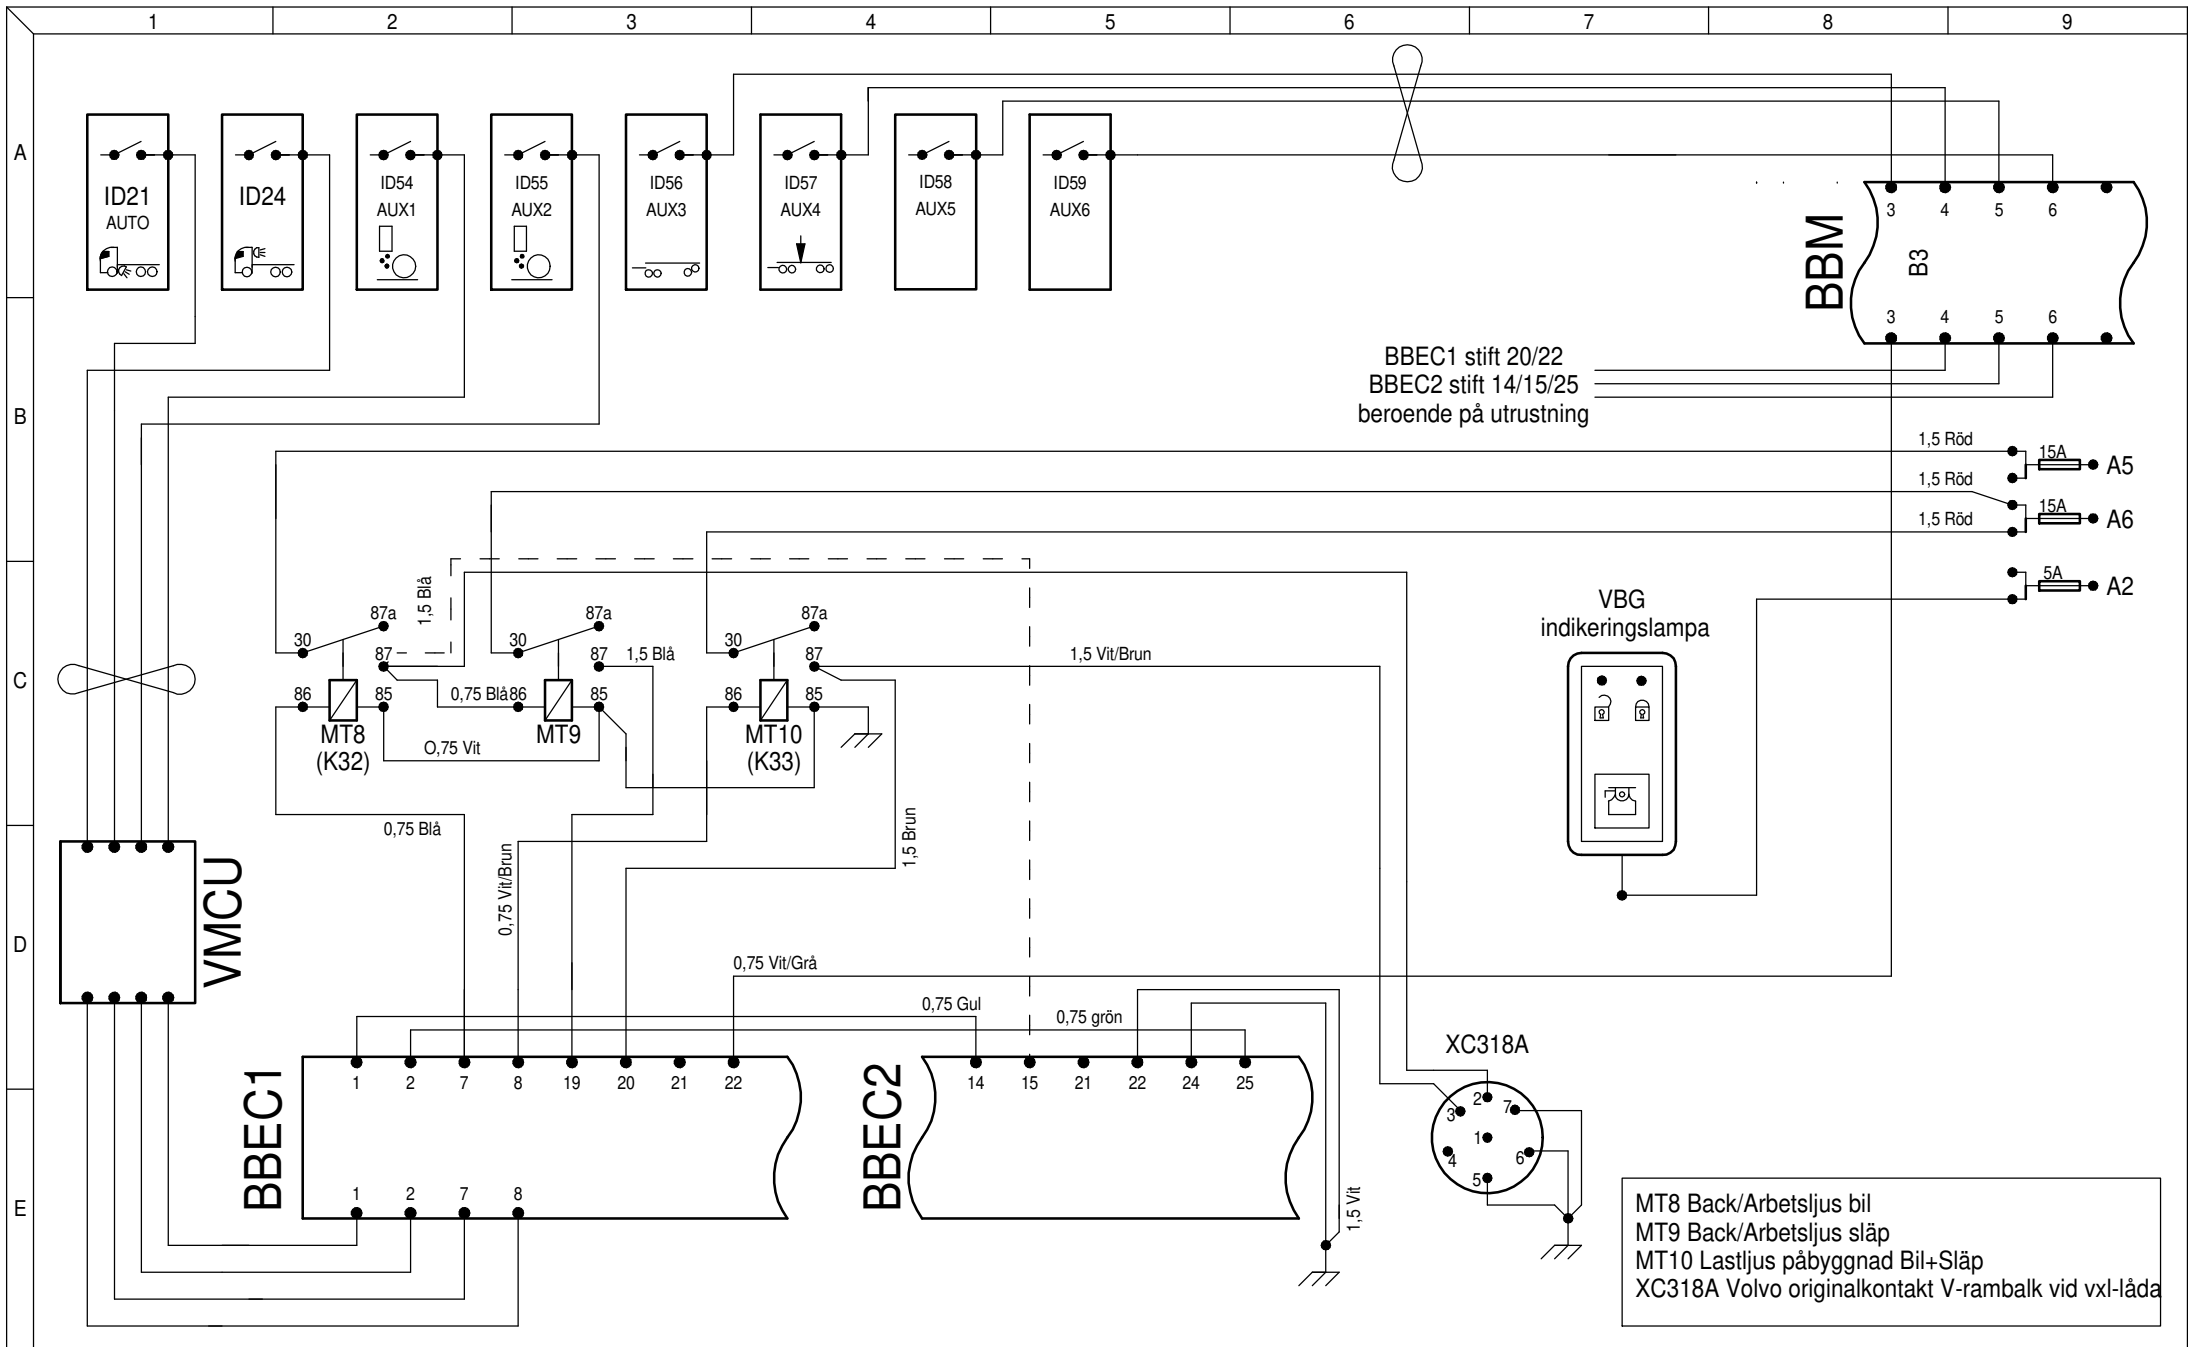 1 2 3 4 5 6 7 8 9
A
B
C
D
E
ID21
AUTO
ID24
ID54
AUX1
ID55
AUX2
ID56
AUX3
ID57
AUX4
ID58
AUX5
ID59
AUX6
3 4 5 6
BBM
B3
3 4 5 6
BBEC1 stift 20/22
BBEC2 stift 14/15/25
beroende på utrustning
1,5 Röd
15A
A5
1,5 Röd
15A
A6
1,5 Röd
5A
A2
1,5 Blå
87a
30
87
86
85
MT8
(K32)
0,75 Blå
O,75 Vit
87a
30
87
1,5 Blå
86
85
MT9
87a
30
87
86
85
MT10
(K33)
1,5 Vit/Brun
VBG
indikeringslampa
0,75 Blå
0,75 Vit/Brun
1,5 Brun
VMCU
0,75 Vit/Grå
0,75 Gul
0,75 grön
BBEC1
1 2 7 8 19 20 21 22
1 2 7 8
BBEC2
14 15 21 22 24 25
1,5 Vit
XC318A
2
3
7
1
4
6
5
MT8 Back/Arbetsljus bil
MT9 Back/Arbetsljus släp
MT10 Lastljus påbyggnad Bil+Släp
XC318A Volvo originalkontakt V-rambalk vid vxl-låda